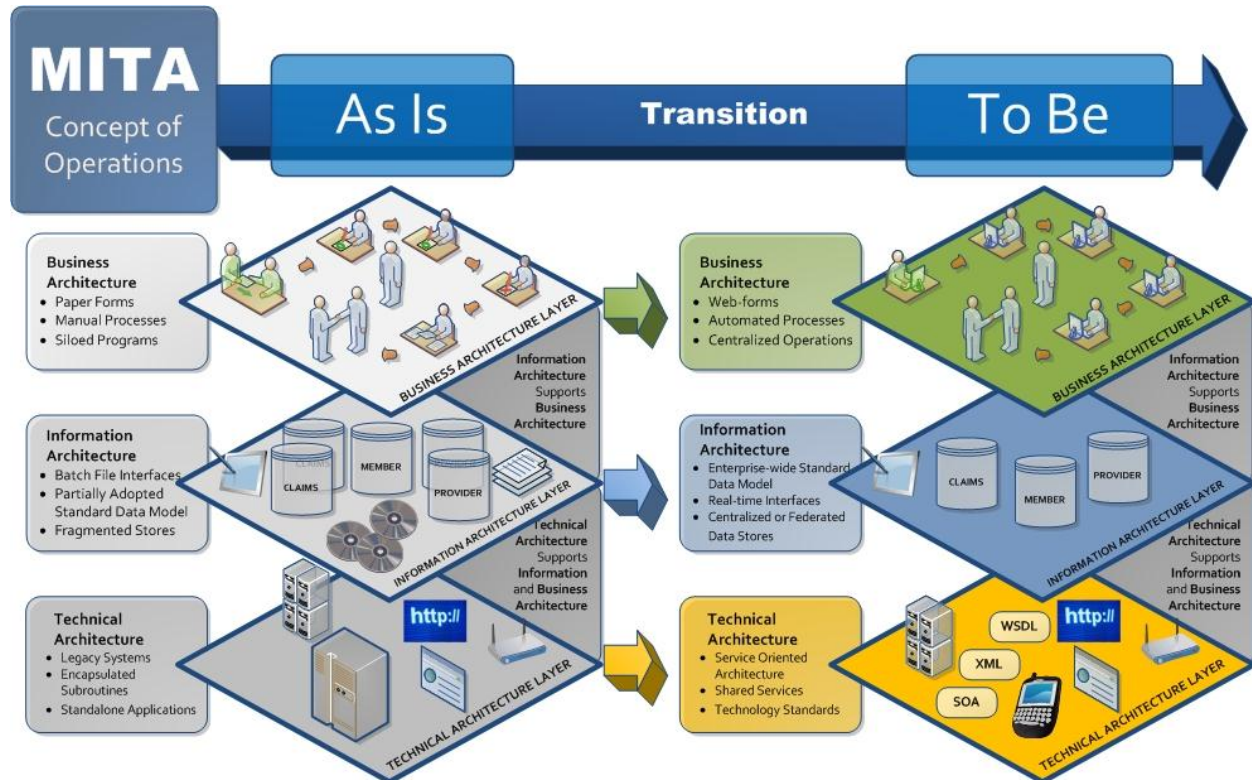 MITA
Concept of
Operations
As Is
Transition
To Be
Business
Architecture
• Paper Forms
• Manual Processes
• Siloed Programs
BUSINESS ARCHITECTURE LAYER
Information
Architecture
Supports
Business
Architecture
Information
Architecture
• Batch File Interfaces
• Partially Adopted
Standard Data Model
• Fragmented Stores
CLAIMS
CLAIMS
MEMBER
PROVIDER
INFORMATION ARCHITECTURE LAYER
Technical
Architecture
Supports
Information
and Business
Architecture
Technical
Architecture
• Legacy Systems
• Encapsulated
Subroutines
• Standalone Applications
http://
TECHNICAL ARCHITECTURE LAYER
Business
Architecture
• Web-forms
• Automated Processes
• Centralized Operations
BUSINESS ARCHITECTURE LAYER
Information
Architecture
Supports
Business
Architecture
Information
Architecture
• Enterprise-wide Standard
Data Model
• Real-time Interfaces
• Centralized or Federated
Data Stores
CLAIMS
MEMBER
PROVIDER
INFORMATION ARCHITECTURE LAYER
Technical
Architecture
Supports
Information
and Business
Architecture
Technical
Architecture
• Service Oriented
Architecture
• Shared Services
• Technology Standards
WSDL
http://
XML
SOA
TECHNICAL ARCHITECTURE LAYER